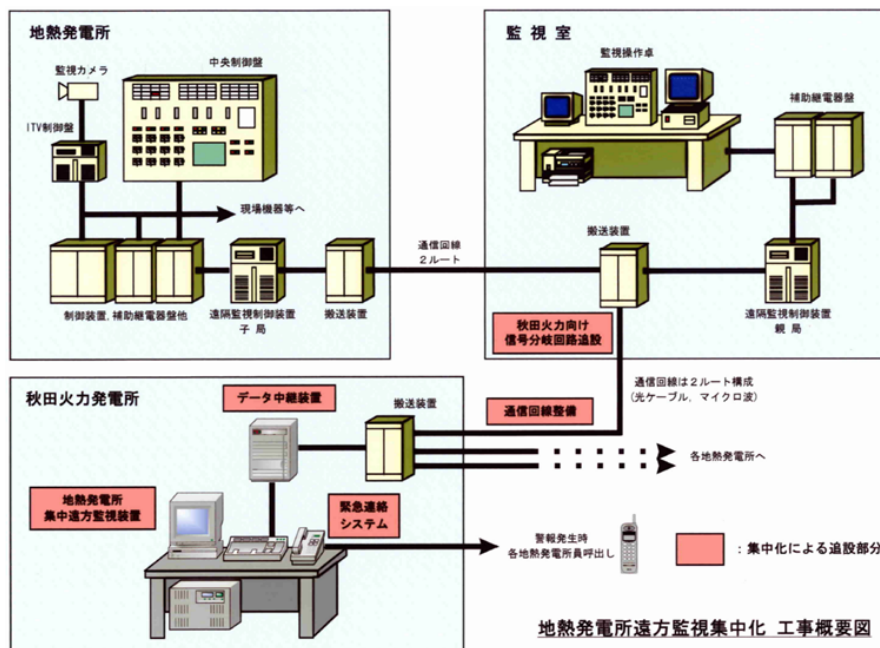 地熱発電所
監視カメラ
中央制御盤
ITV制御盤
現場機器等へ
制御装置, 補助継電器盤他
遠隔監視制御装置
子 局
搬送装置
通信回線
2ルート
監 視 室
監視操作卓
補助継電器盤
搬送装置
遠隔監視制御装置
親 局
秋田火力向け
信号分岐回路追設
秋田火力発電所
データ中継装置
搬送装置
通信回線整備
通信回線は2ルート構成
(光ケーブル, マイクロ波)
各地熱発電所へ
地熱発電所
集中遠方監視装置
緊急連絡
システム
警報発生時
各地熱発電所員呼出し
：集中化による追設部分
地熱発電所遠方監視集中化 工事概要図